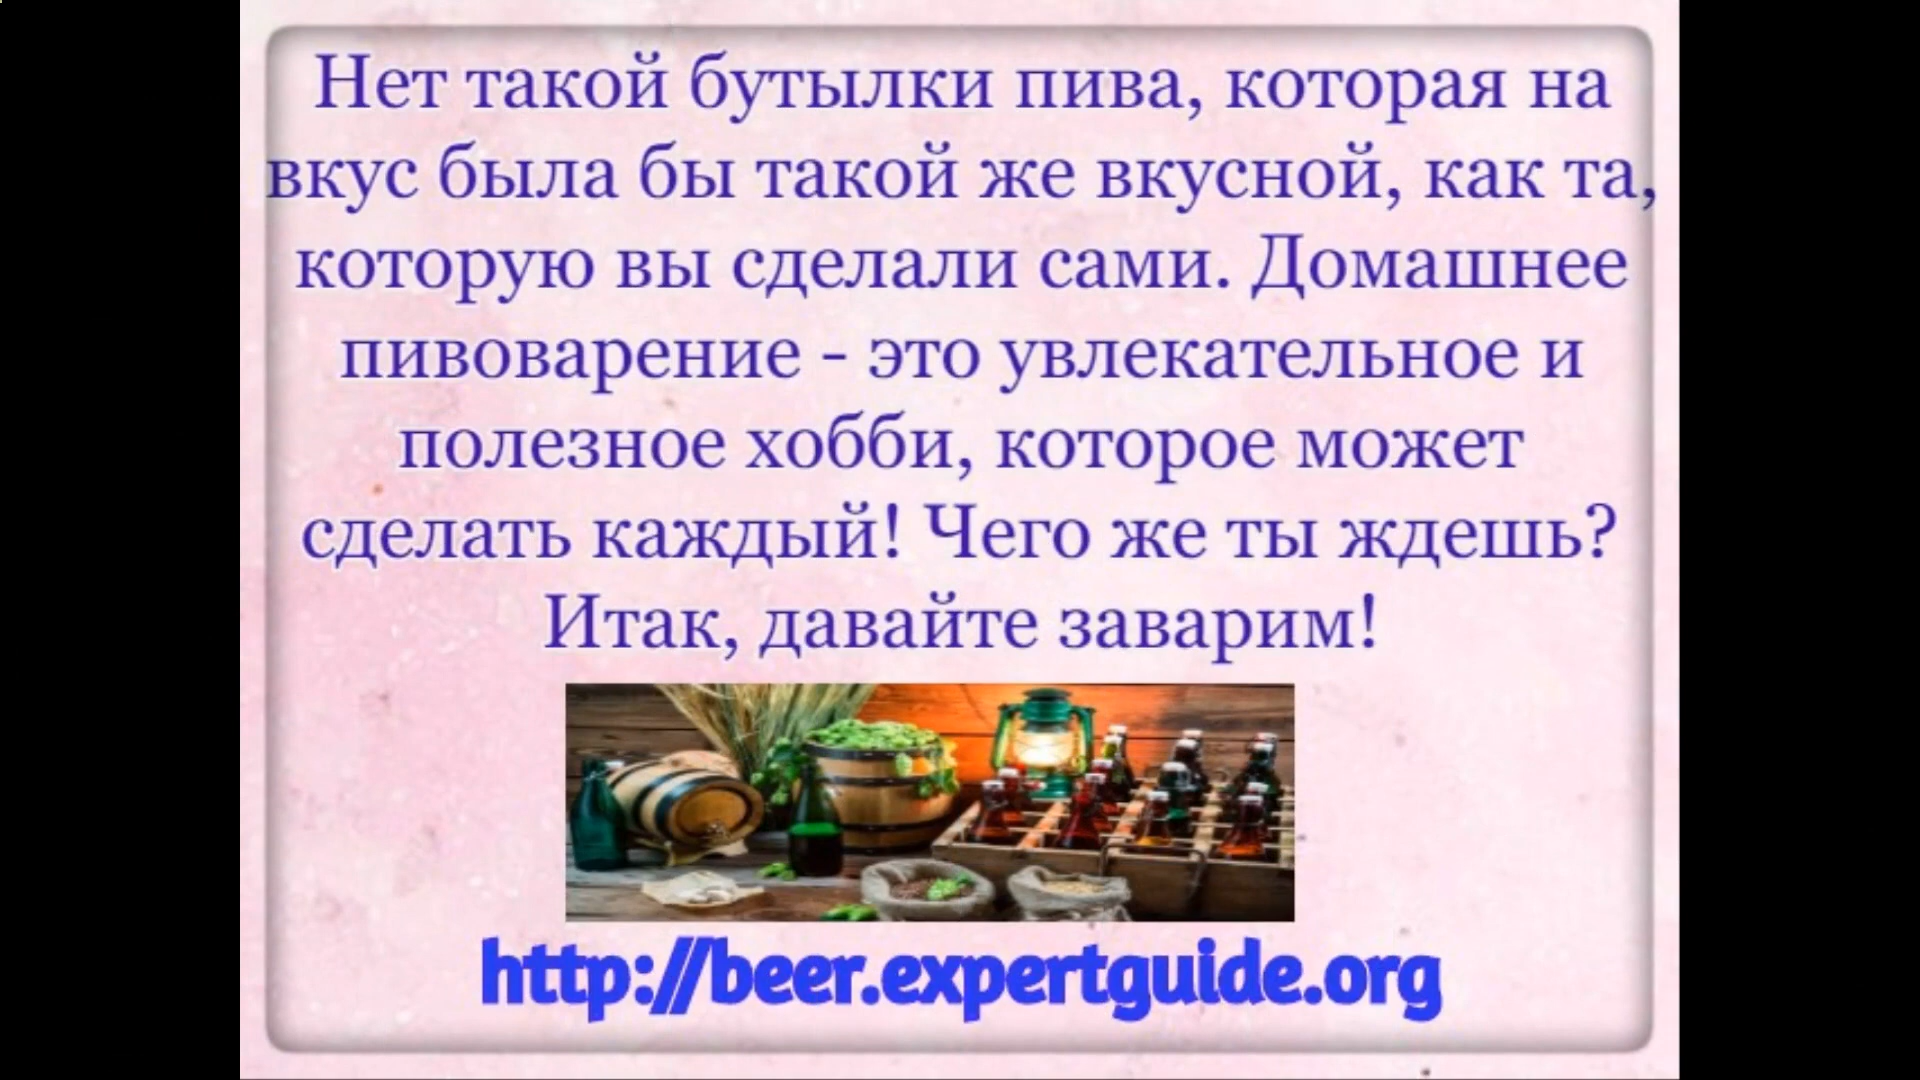 Нет такой бутылки пива, которая на
вкус была бы такой же вкусной, как та,
которую вы сделали сами. Домашнее
пивоварение - это увлекательное и
полезное хобби, которое может
сделать каждый! Чего же ты ждешь?
Итак, давайте заварим!
http://beer.expertguide.org